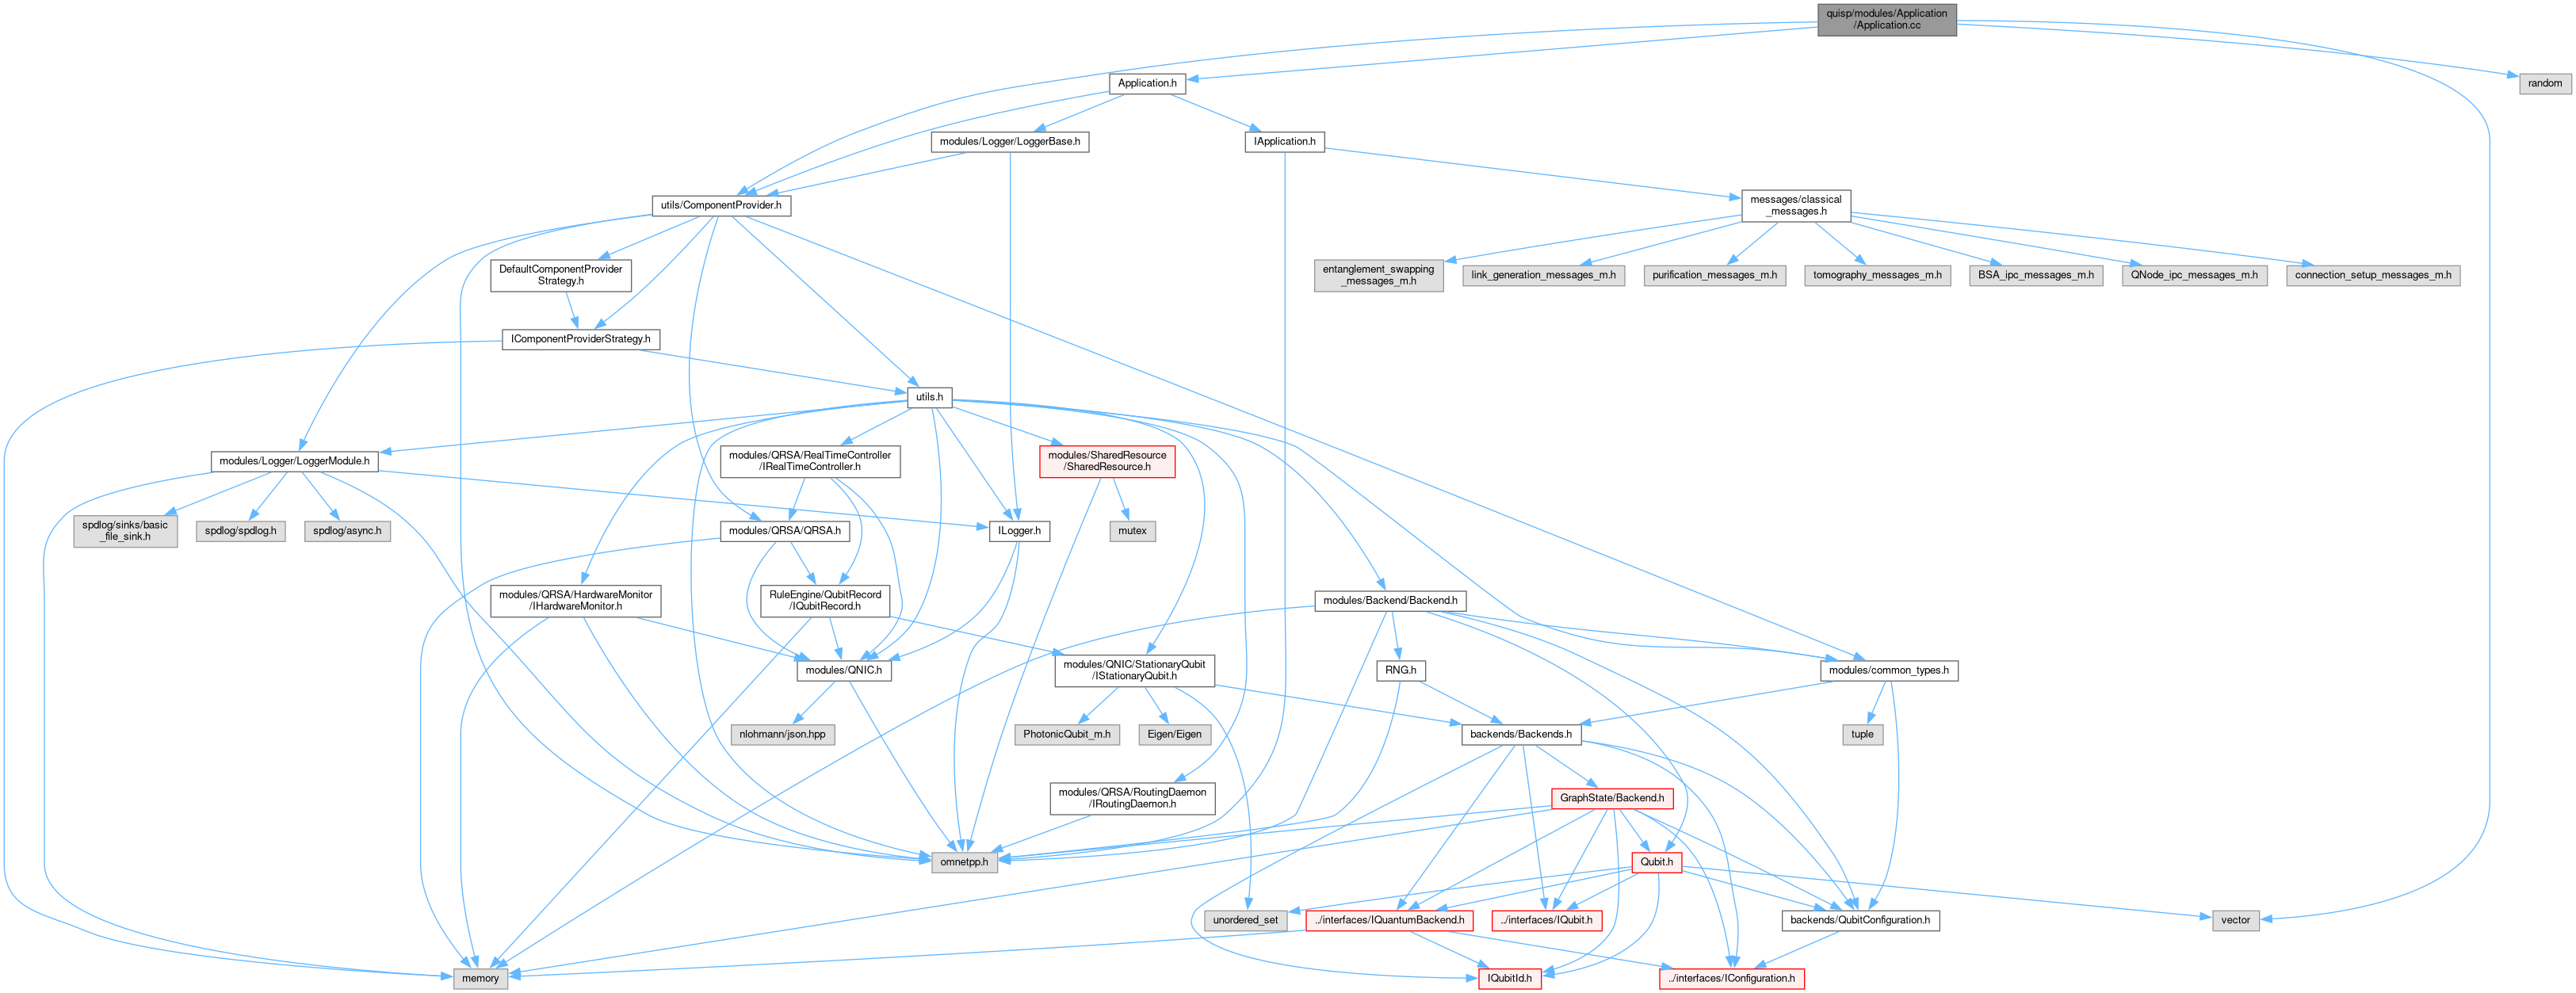 quisp/modules/Application
/Application.cc
Application.h
random
modules/Logger/LoggerBase.h
IApplication.h
utils/ComponentProvider.h
messages/classical
_messages.h
DefaultComponentProvider
Strategy.h
entanglement_swapping
_messages_m.h
link_generation_messages_m.h
purification_messages_m.h
tomography_messages_m.h
BSA_ipc_messages_m.h
QNode_ipc_messages_m.h
connection_setup_messages_m.h
IComponentProviderStrategy.h
utils.h
modules/Logger/LoggerModule.h
modules/QRSA/RealTimeController
/IRealTimeController.h
modules/SharedResource
/SharedResource.h
spdlog/sinks/basic
_file_sink.h
spdlog/spdlog.h
spdlog/async.h
modules/QRSA/QRSA.h
ILogger.h
mutex
modules/QRSA/HardwareMonitor
/IHardwareMonitor.h
RuleEngine/QubitRecord
/IQubitRecord.h
modules/Backend/Backend.h
modules/QNIC.h
modules/QNIC/StationaryQubit
/IStationaryQubit.h
RNG.h
modules/common_types.h
nlohmann/json.hpp
PhotonicQubit_m.h
Eigen/Eigen
backends/Backends.h
tuple
modules/QRSA/RoutingDaemon
/IRoutingDaemon.h
GraphState/Backend.h
omnetpp.h
Qubit.h
unordered_set
../interfaces/IQuantumBackend.h
../interfaces/IQubit.h
backends/QubitConfiguration.h
vector
memory
IQubitId.h
../interfaces/IConfiguration.h